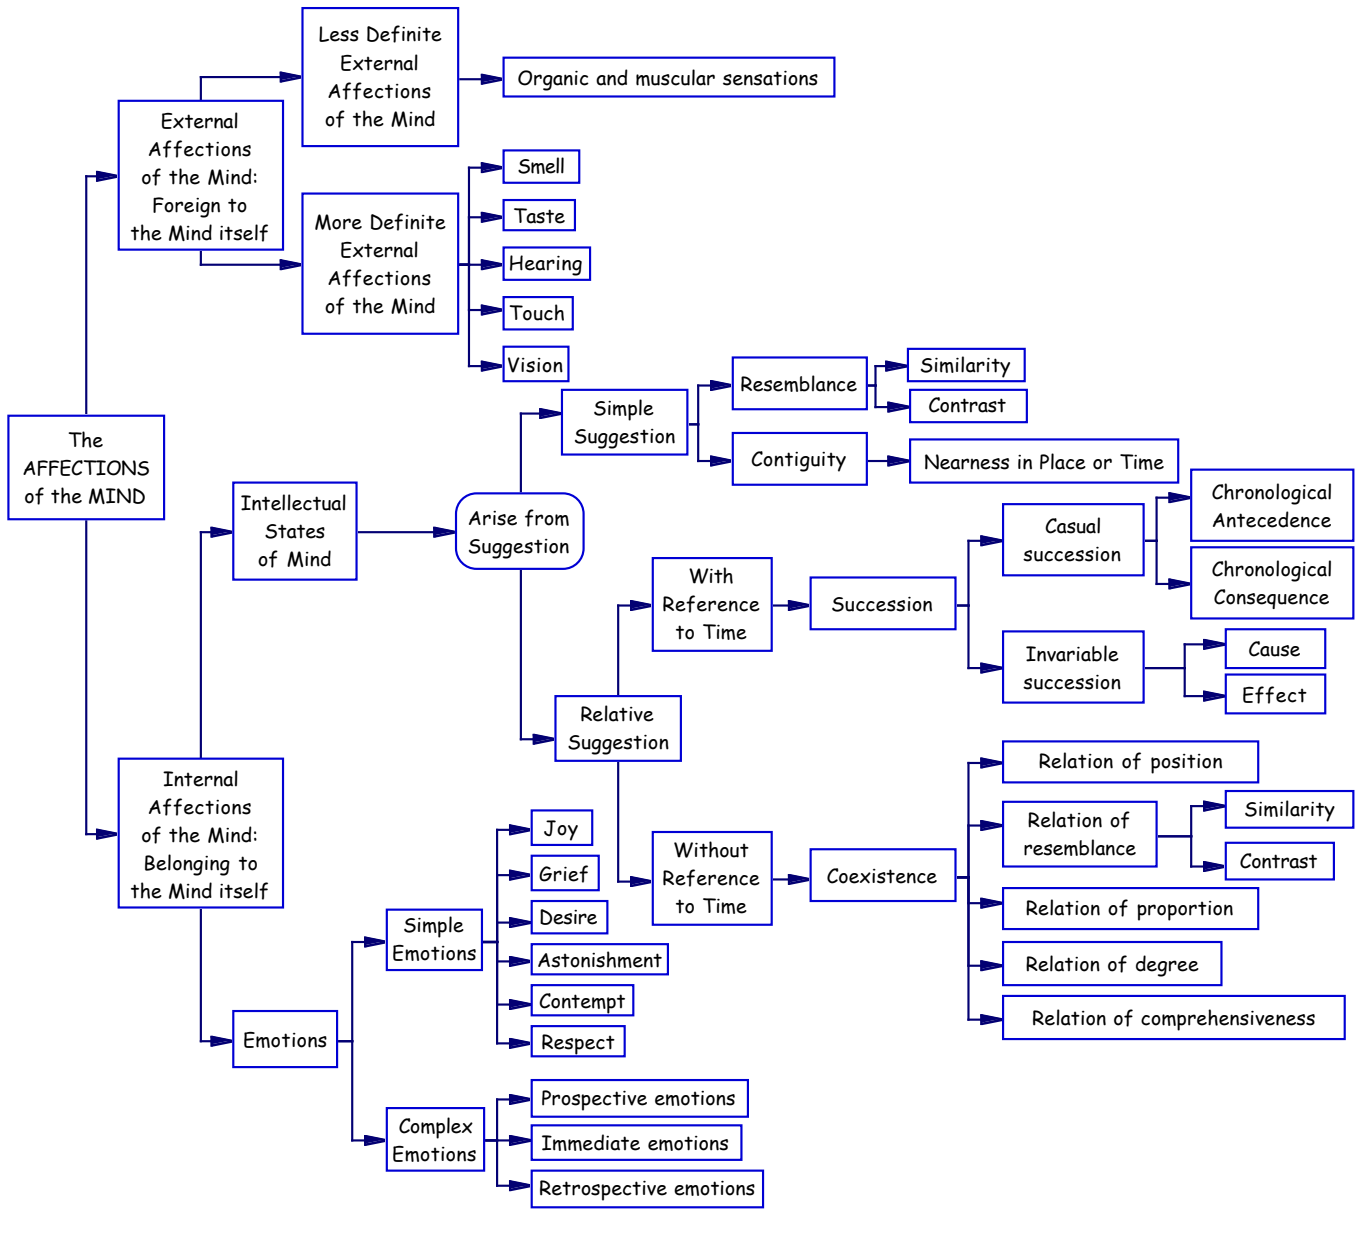 Less Definite
External
Affections
of the Mind
Organic and muscular sensations
External
Affections
of the Mind:
Foreign to
the Mind itself
Smell
More Definite
External
Affections
of the Mind
Taste
Hearing
Touch
Vision
The
AFFECTIONS
of the MIND
Simple
Suggestion
Resemblance
Similarity
Contrast
Contiguity
Nearness in Place or Time
Intellectual
States
of Mind
Arise from
Suggestion
With
Reference
to Time
Succession
Casual
succession
Chronological
Antecedence
Chronological
Consequence
Invariable
succession
Cause
Effect
Relative
Suggestion
Internal
Affections
of the Mind:
Belonging to
the Mind itself
Without
Reference
to Time
Coexistence
Relation of position
Relation of
resemblance
Similarity
Contrast
Relation of proportion
Relation of degree
Relation of comprehensiveness
Emotions
Simple
Emotions
Joy
Grief
Desire
Astonishment
Contempt
Respect
Complex
Emotions
Prospective emotions
Immediate emotions
Retrospective emotions